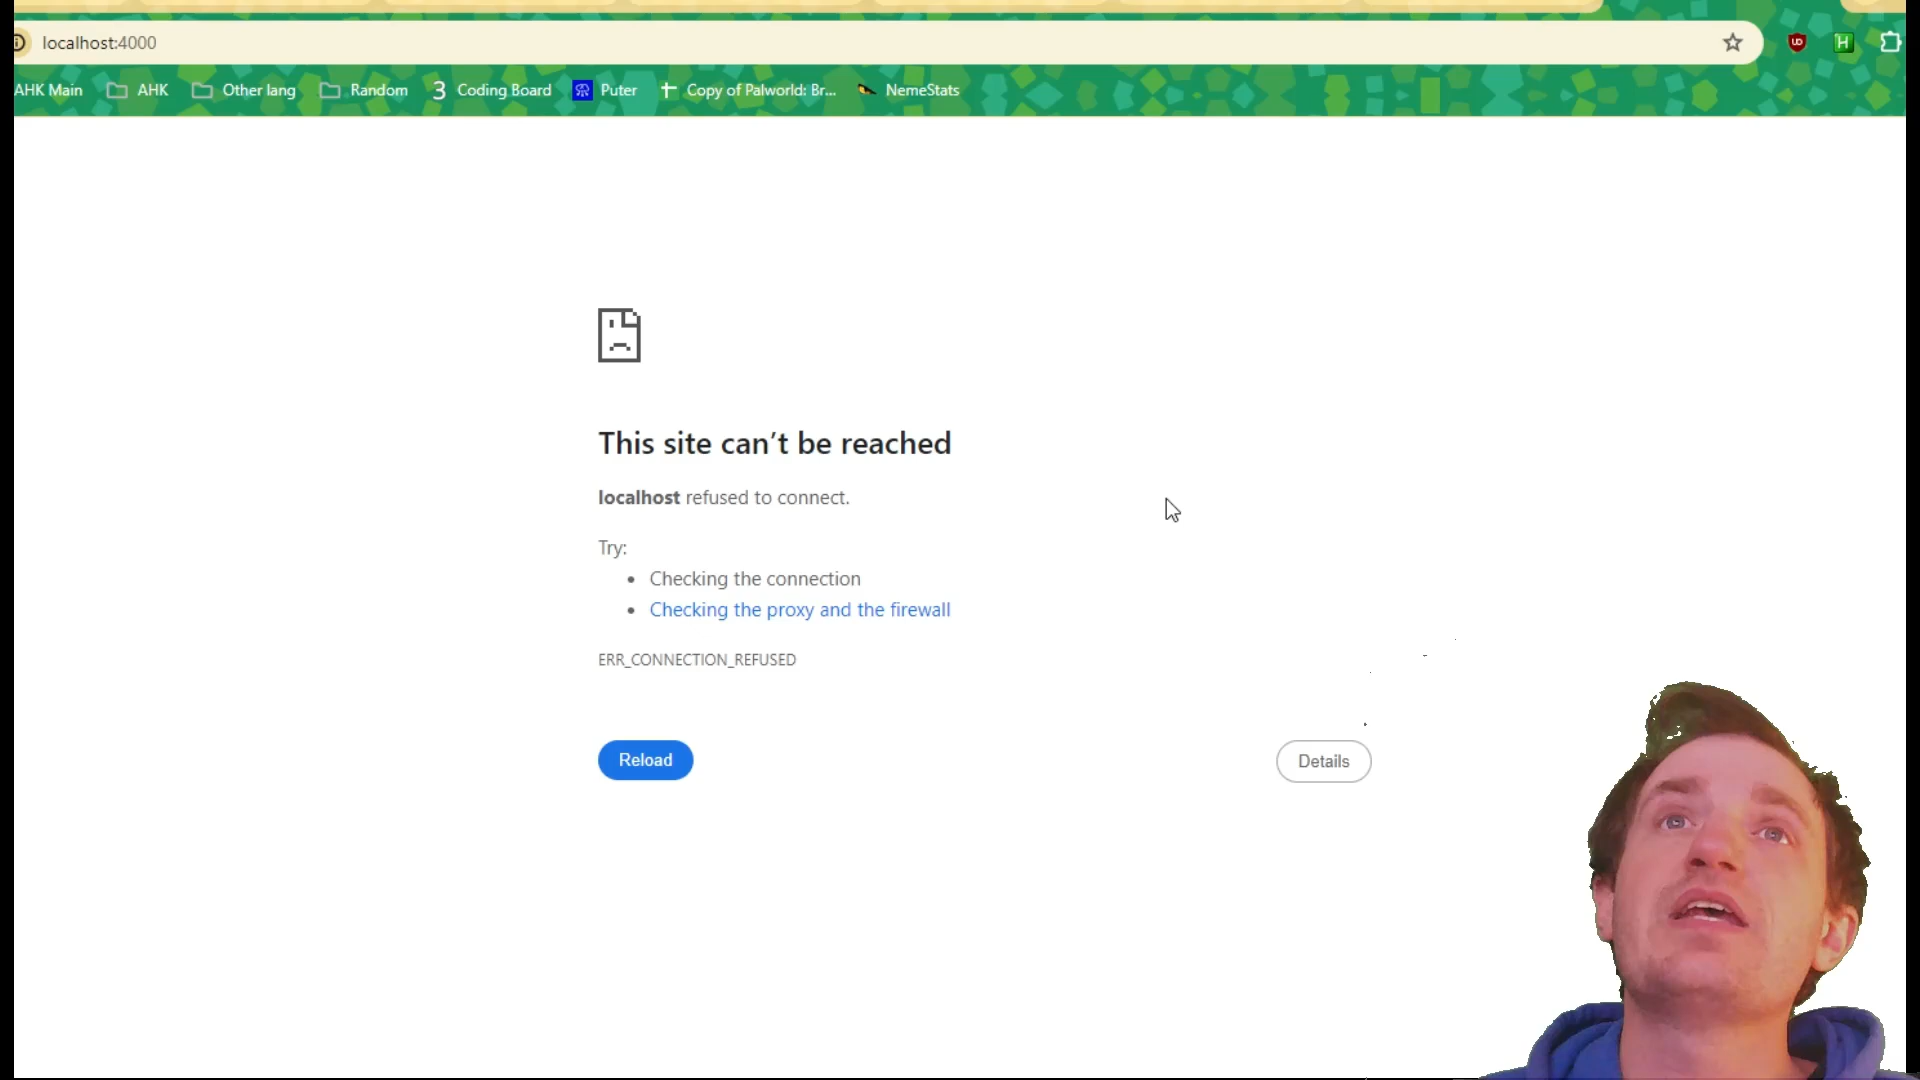 localhost:4000
AHK Main AHK Other lang Random 3 Coding Board Puter Copy of Palworld: Br... NemeStats
This site can’t be reached
localhost refused to connect.
Try:
Checking the connection
Checking the proxy and the firewall
ERR_CONNECTION_REFUSED
Reload Details